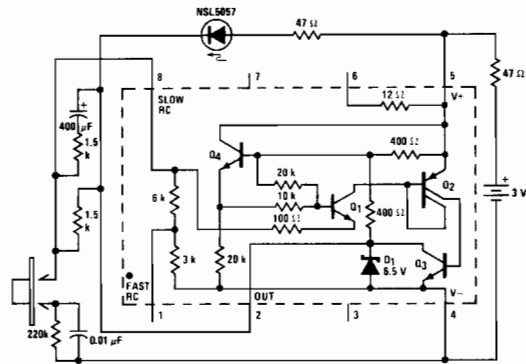 NSL5057
47 Ω
8
7
6
5
SLOW
RC
12 Ω
V+
47 Ω
400 μF
+
1.5
k
Q4
400 Ω
20 k
10 k
Q1
Q2
+
3 V
6 k
100 Ω
400 Ω
1.5
k
3 k
20 k
D1
6.5 V
Q3
FAST
RC
OUT
V−
1
2
3
4
220k
0.01 μF